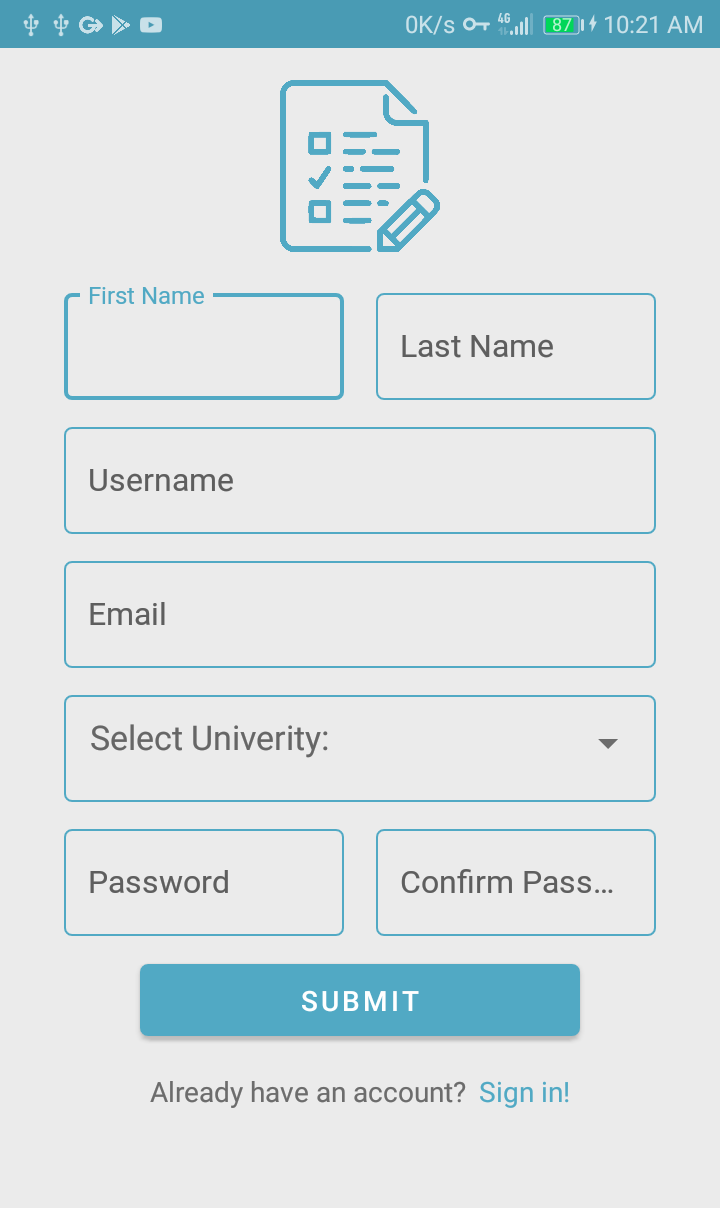 0K/s 4G 87 10:21 AM
First Name
Last Name
Username
Email
Select Univerity:
Password
Confirm Pass...
SUBMIT
Already have an account? Sign in!